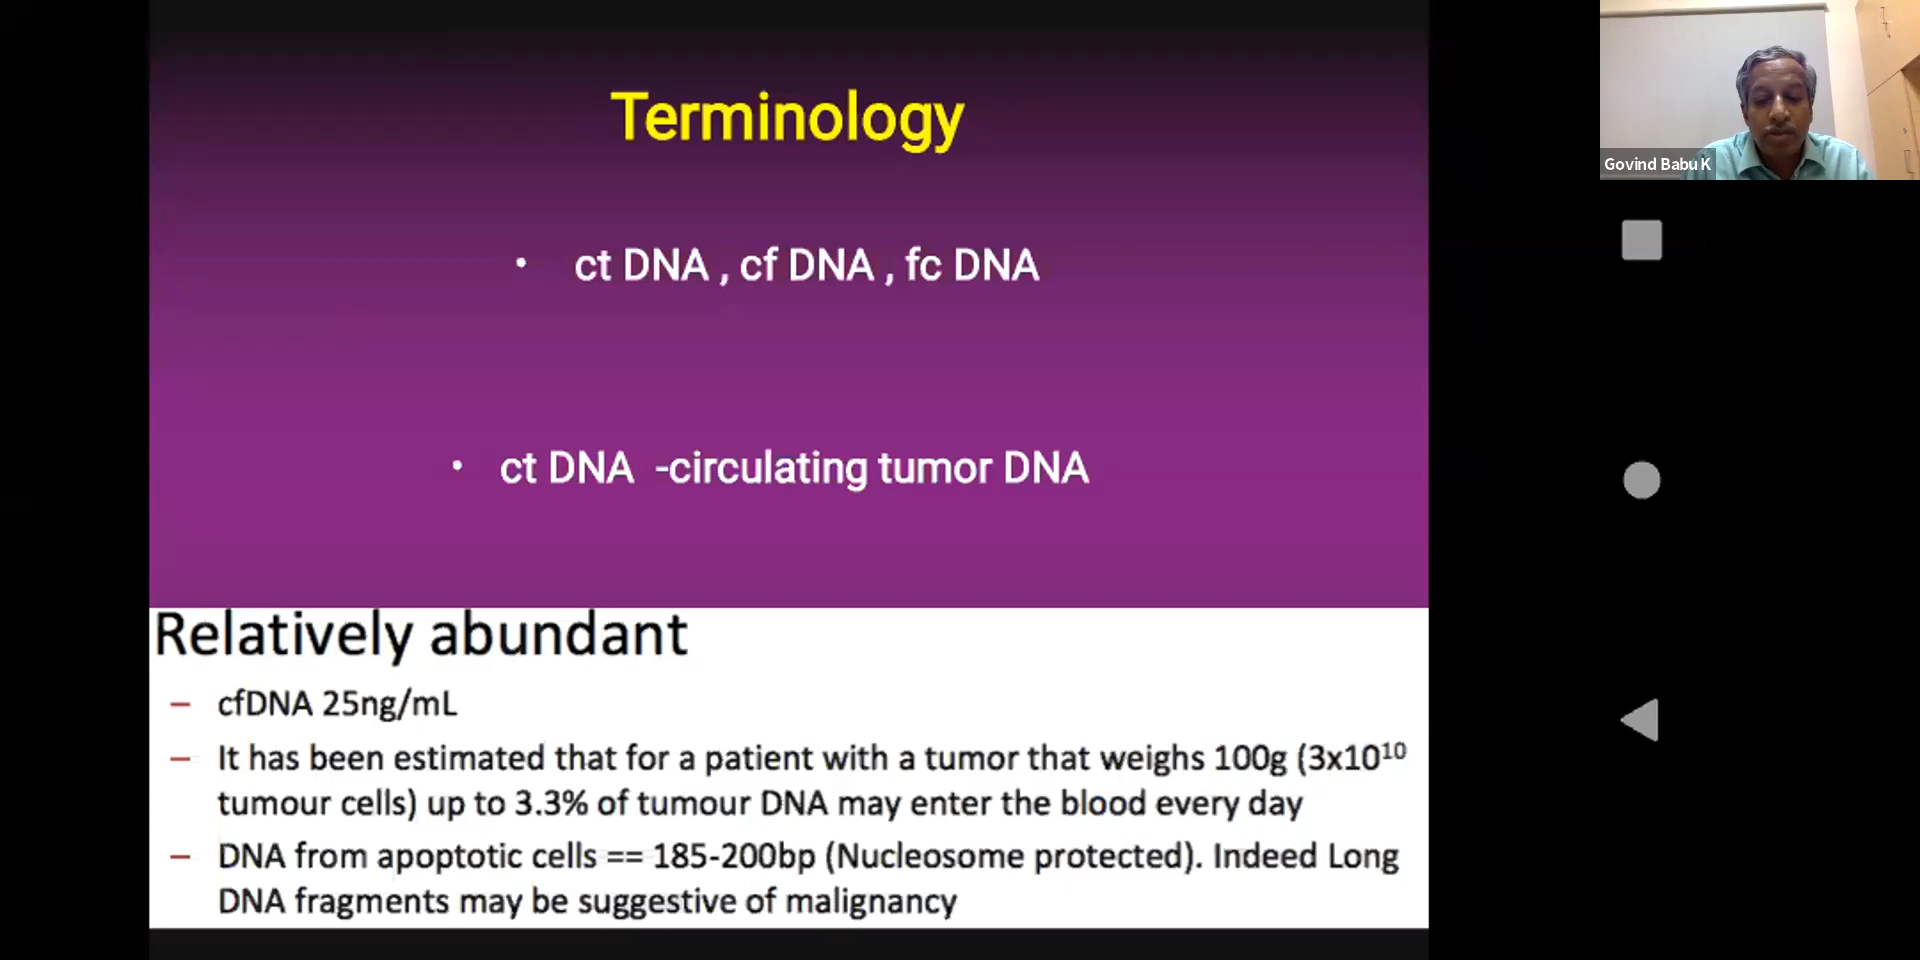 Terminology
• ct DNA , cf DNA , fc DNA
• ct DNA -circulating tumor DNA
Relatively abundant
– cfDNA 25ng/mL
– It has been estimated that for a patient with a tumor that weighs 100g (3x10¹⁰
tumour cells) up to 3.3% of tumour DNA may enter the blood every day
– DNA from apoptotic cells == 185-200bp (Nucleosome protected). Indeed Long
DNA fragments may be suggestive of malignancy
Govind Babu K